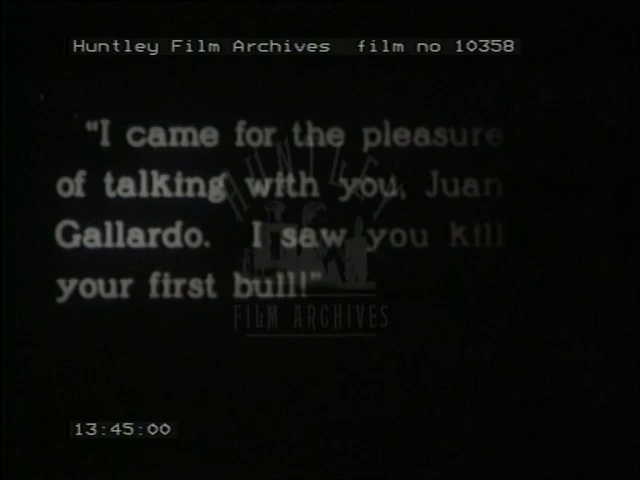 Huntley Film Archives film no 10358
"I came for the pleasure
of talking with you, Juan
Gallardo. I saw you kill
your first bull!"
HUNTLEY
FILM ARCHIVES
13:45:00